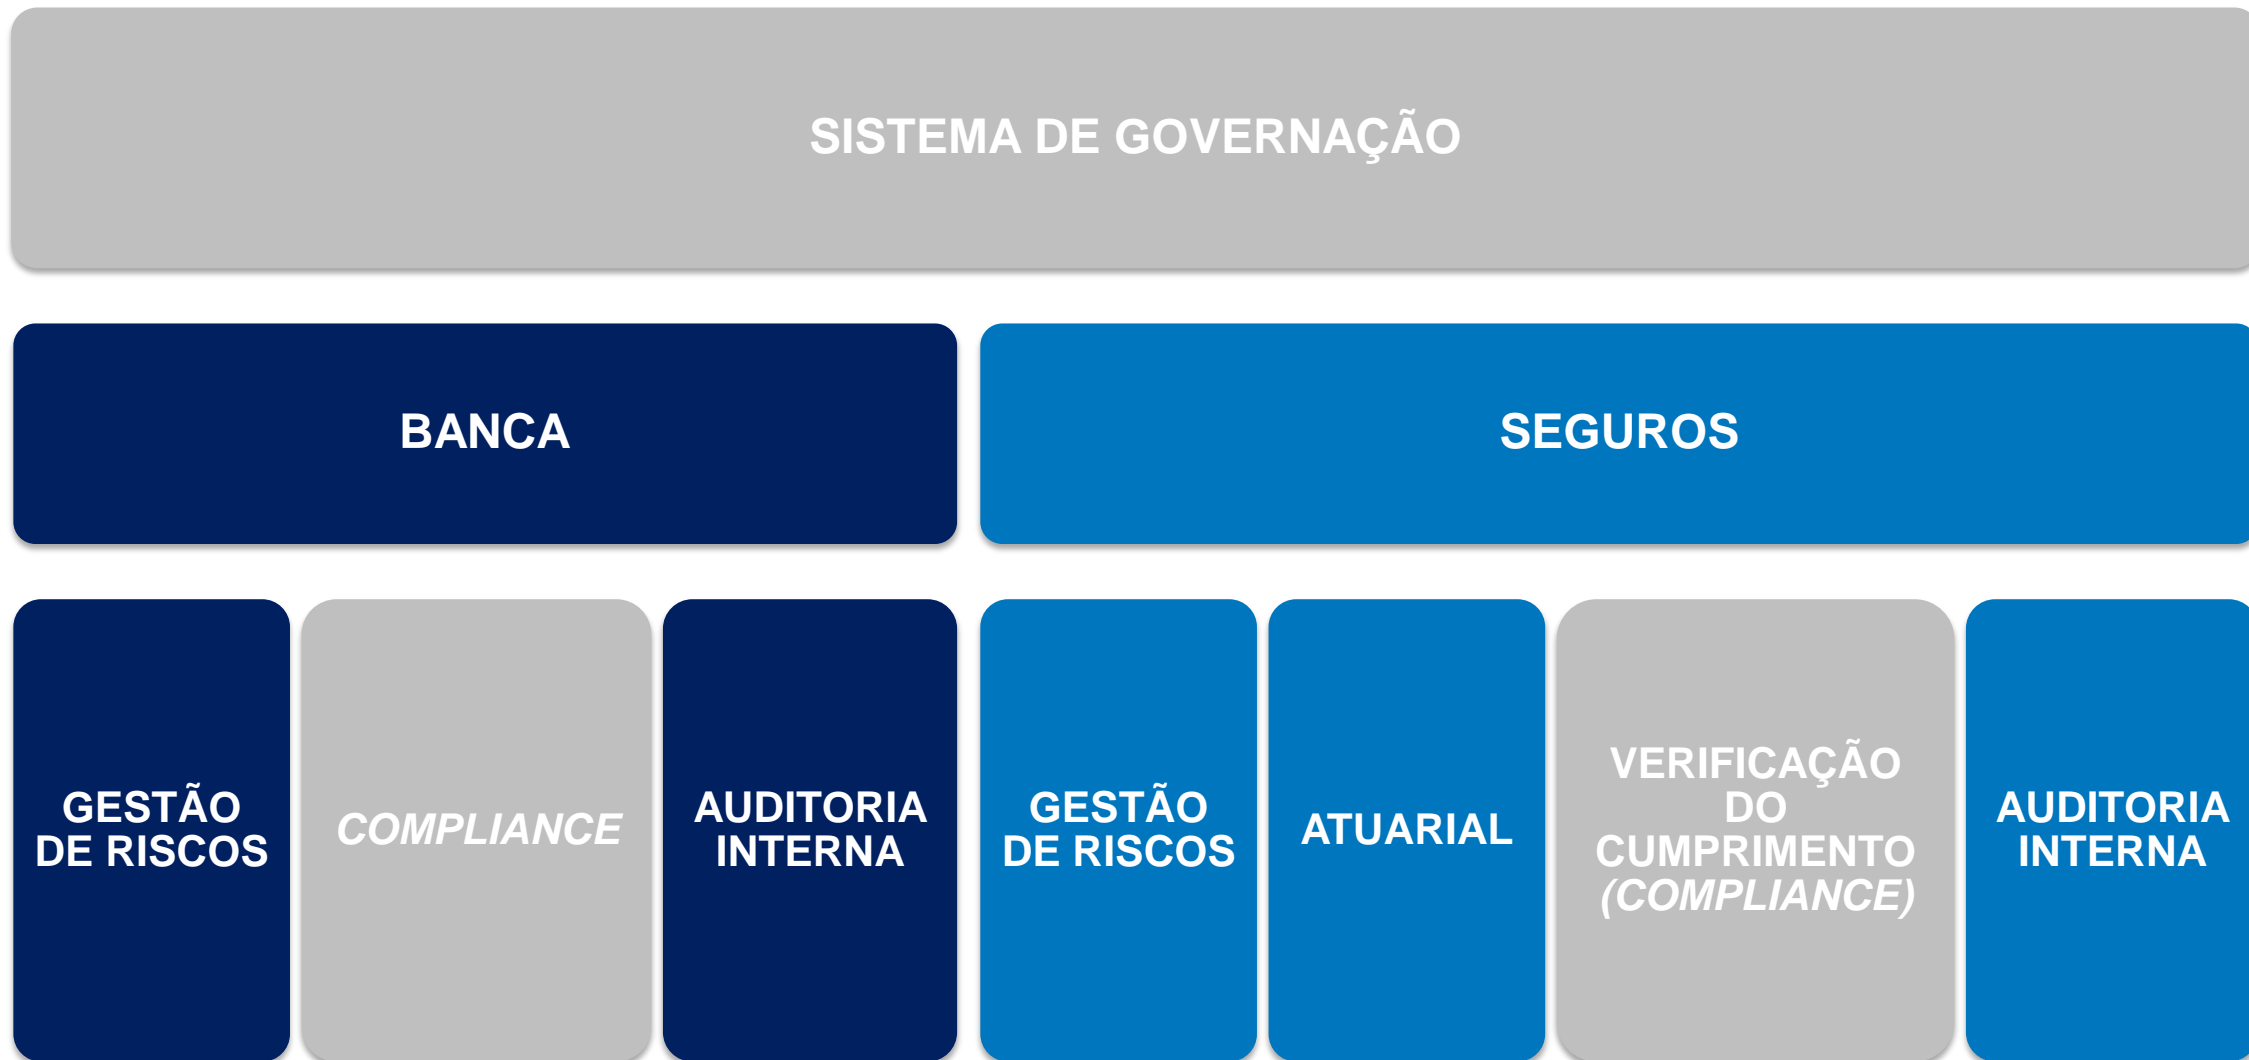 SISTEMA DE GOVERNAÇÃO
BANCA
SEGUROS
GESTÃO
DE RISCOS
COMPLIANCE
AUDITORIA
INTERNA
GESTÃO
DE RISCOS
ATUARIAL
VERIFICAÇÃO
DO
CUMPRIMENTO
(COMPLIANCE)
AUDITORIA
INTERNA